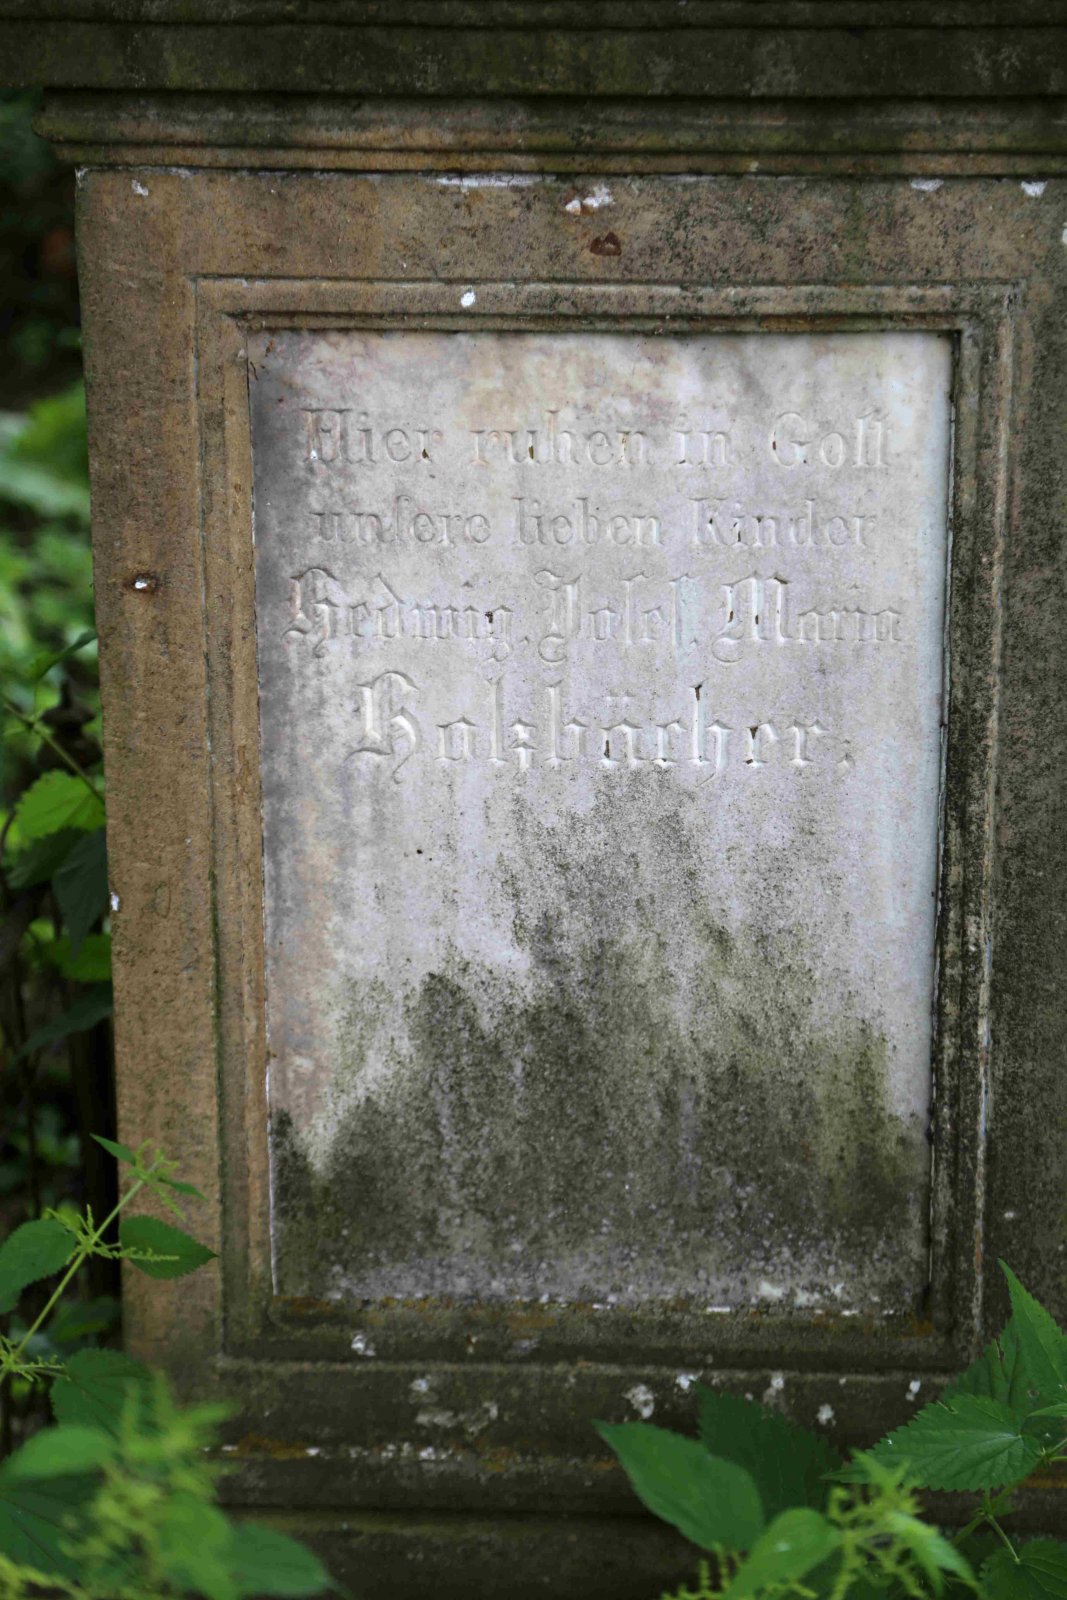 Hier ruhen in Gott
unsere lieben Kinder
Hedwig, Josef, Maria
Holzbächer,